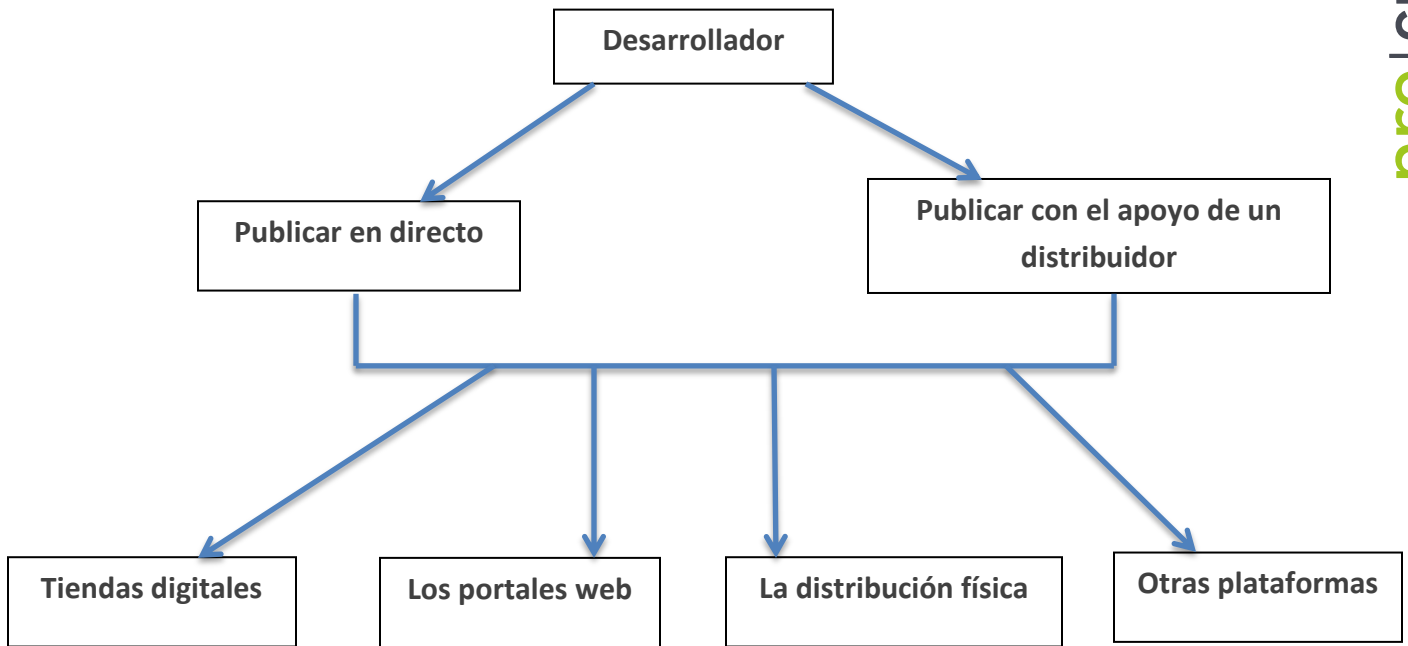 Desarrollador
Publicar en directo
Publicar con el apoyo de un
distribuidor
Tiendas digitales
Los portales web
La distribución física
Otras plataformas